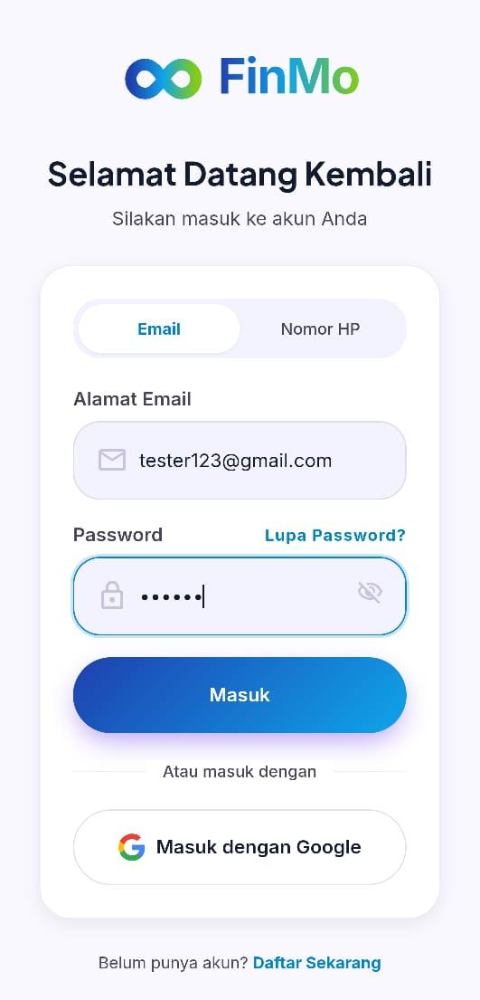 FinMo
Selamat Datang Kembali
Silakan masuk ke akun Anda
Email
Nomor HP
Alamat Email
tester123@gmail.com
Password
Lupa Password?
••••••
Masuk
Atau masuk dengan
Masuk dengan Google
Belum punya akun? Daftar Sekarang